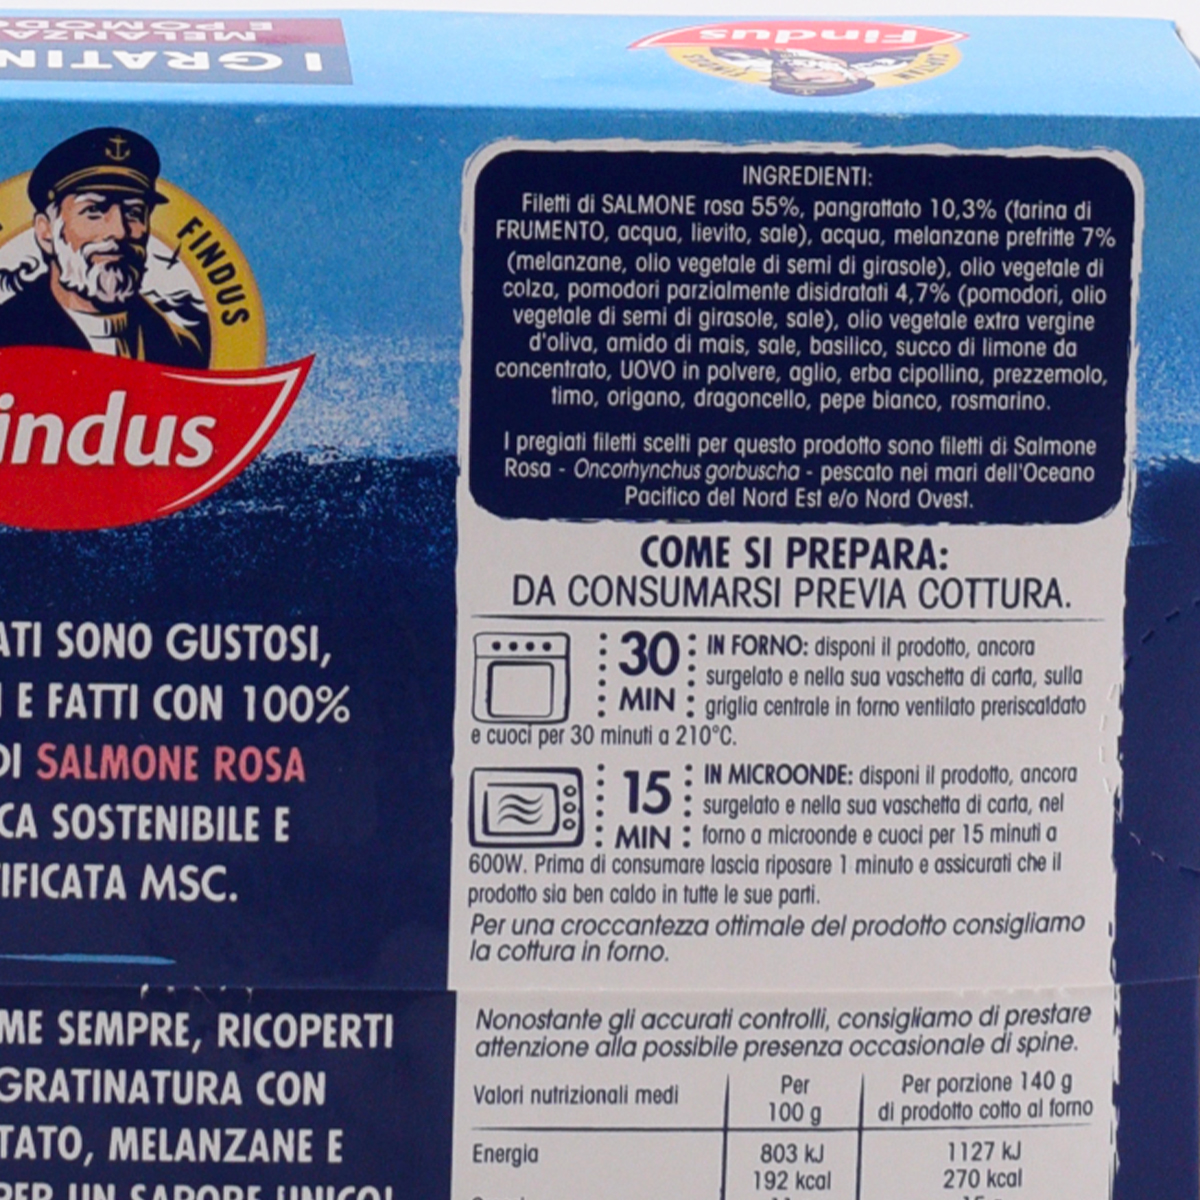 I GRATIN
MELANZA
E POMODO
Findus
CAPITAN
FINDUS
FINDUS
indus
ATI SONO GUSTOSI,
I E FATTI CON 100%
DI SALMONE ROSA
CA SOSTENIBILE E
IFICATA MSC.
ME SEMPRE, RICOPERTI
GRATINATURA CON
TATO, MELANZANE E
PER UN SAPORE UNICO!
INGREDIENTI:
Filetti di SALMONE rosa 55%, pangrattato 10,3% (farina di
FRUMENTO, acqua, lievito, sale), acqua, melanzane prefritte 7%
(melanzane, olio vegetale di semi di girasole), olio vegetale di
colza, pomodori parzialmente disidratati 4,7% (pomodori, olio
vegetale di semi di girasole, sale), olio vegetale extra vergine
d'oliva, amido di mais, sale, basilico, succo di limone da
concentrato, UOVO in polvere, aglio, erba cipollina, prezzemolo,
timo, origano, dragoncello, pepe bianco, rosmarino.
I pregiati filetti scelti per questo prodotto sono filetti di Salmone
Rosa - Oncorhynchus gorbuscha - pescato nei mari dell'Oceano
Pacifico del Nord Est e/o Nord Ovest.
COME SI PREPARA:
DA CONSUMARSI PREVIA COTTURA.
30 MIN
IN FORNO: disponi il prodotto, ancora
surgelato e nella sua vaschetta di carta, sulla
griglia centrale in forno ventilato preriscaldato
e cuoci per 30 minuti a 210°C.
15 MIN
IN MICROONDE: disponi il prodotto, ancora
surgelato e nella sua vaschetta di carta, nel
forno a microonde e cuoci per 15 minuti a
600W. Prima di consumare lascia riposare 1 minuto e assicurati che il
prodotto sia ben caldo in tutte le sue parti.
Per una croccantezza ottimale del prodotto consigliamo
la cottura in forno.
Nonostante gli accurati controlli, consigliamo di prestare
attenzione alla possibile presenza occasionale di spine.
Valori nutrizionali medi Per 100 g Per porzione 140 g di prodotto cotto al forno
Energia 803 kJ 1127 kJ
192 kcal 270 kcal